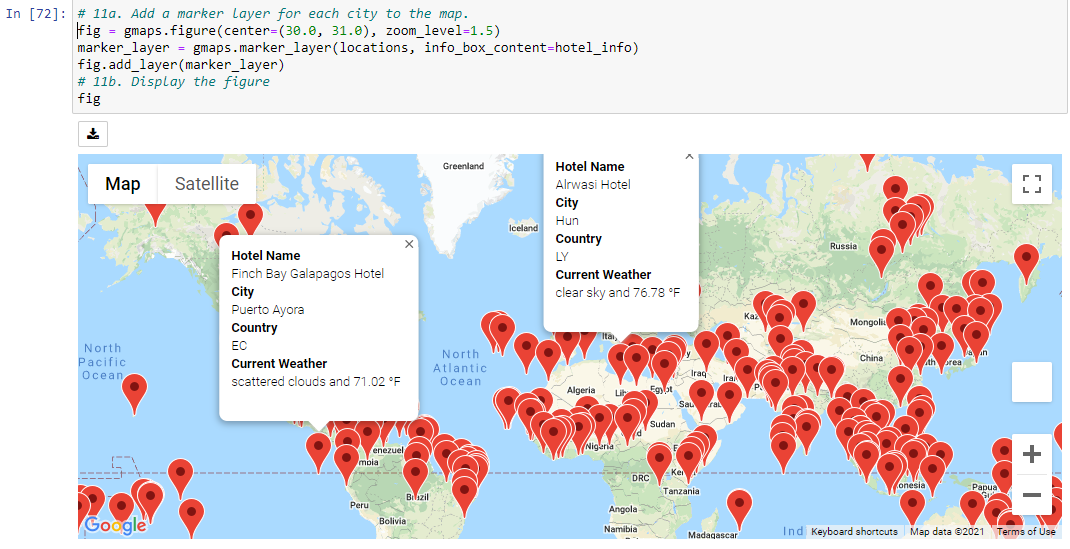 In [72]:
# 11a. Add a marker layer for each city to the map.
fig = gmaps.figure(center=(30.0, 31.0), zoom_level=1.5)
marker_layer = gmaps.marker_layer(locations, info_box_content=hotel_info)
fig.add_layer(marker_layer)
# 11b. Display the figure
fig
Map
Satellite
Greenland
Iceland
Russia
Hotel Name
Alrwasi Hotel
City
Hun
Country
LY
Current Weather
clear sky and 76.78 °F
Hotel Name
Finch Bay Galapagos Hotel
City
Puerto Ayora
Country
EC
Current Weather
scattered clouds and 71.02 °F
North
Pacific
Ocean
North
Atlantic
Ocean
Mongolia
China
Iraq
Algeria
Egypt
Sudan
Nigeria
DRC
Tanzania
Angola
Namibia
Madagascar
Peru
Brazil
Bolivia
Papua
Google
Ind
Keyboard shortcuts
Map data ©2021
Terms of Use